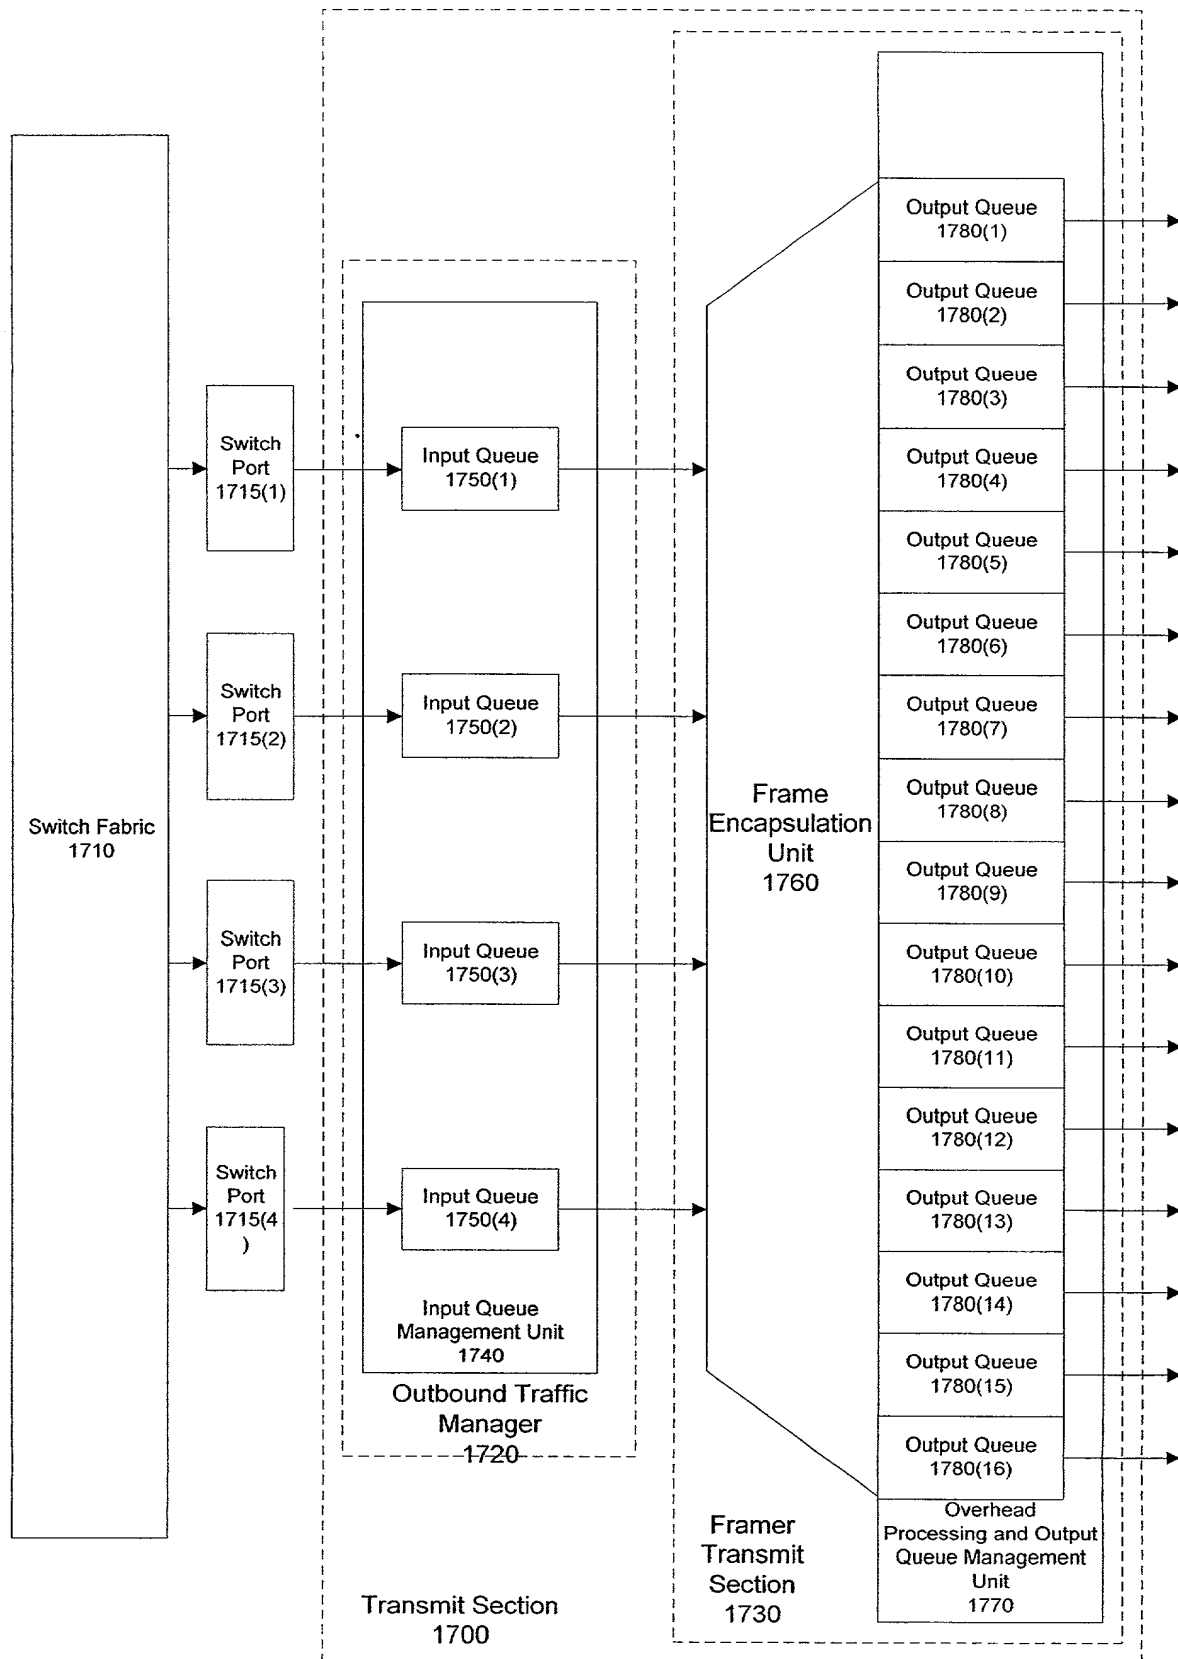 Switch Fabric
1710
Switch
Port
1715(1)
Switch
Port
1715(2)
Switch
Port
1715(3)
Switch
Port
1715(4
)
Input Queue
1750(1)
Input Queue
1750(2)
Input Queue
1750(3)
Input Queue
1750(4)
Input Queue
Management Unit
1740
Outbound Traffic
Manager
1720
Transmit Section
1700
Frame
Encapsulation
Unit
1760
Framer
Transmit
Section
1730
Output Queue
1780(1)
Output Queue
1780(2)
Output Queue
1780(3)
Output Queue
1780(4)
Output Queue
1780(5)
Output Queue
1780(6)
Output Queue
1780(7)
Output Queue
1780(8)
Output Queue
1780(9)
Output Queue
1780(10)
Output Queue
1780(11)
Output Queue
1780(12)
Output Queue
1780(13)
Output Queue
1780(14)
Output Queue
1780(15)
Output Queue
1780(16)
Overhead
Processing and Output
Queue Management
Unit
1770